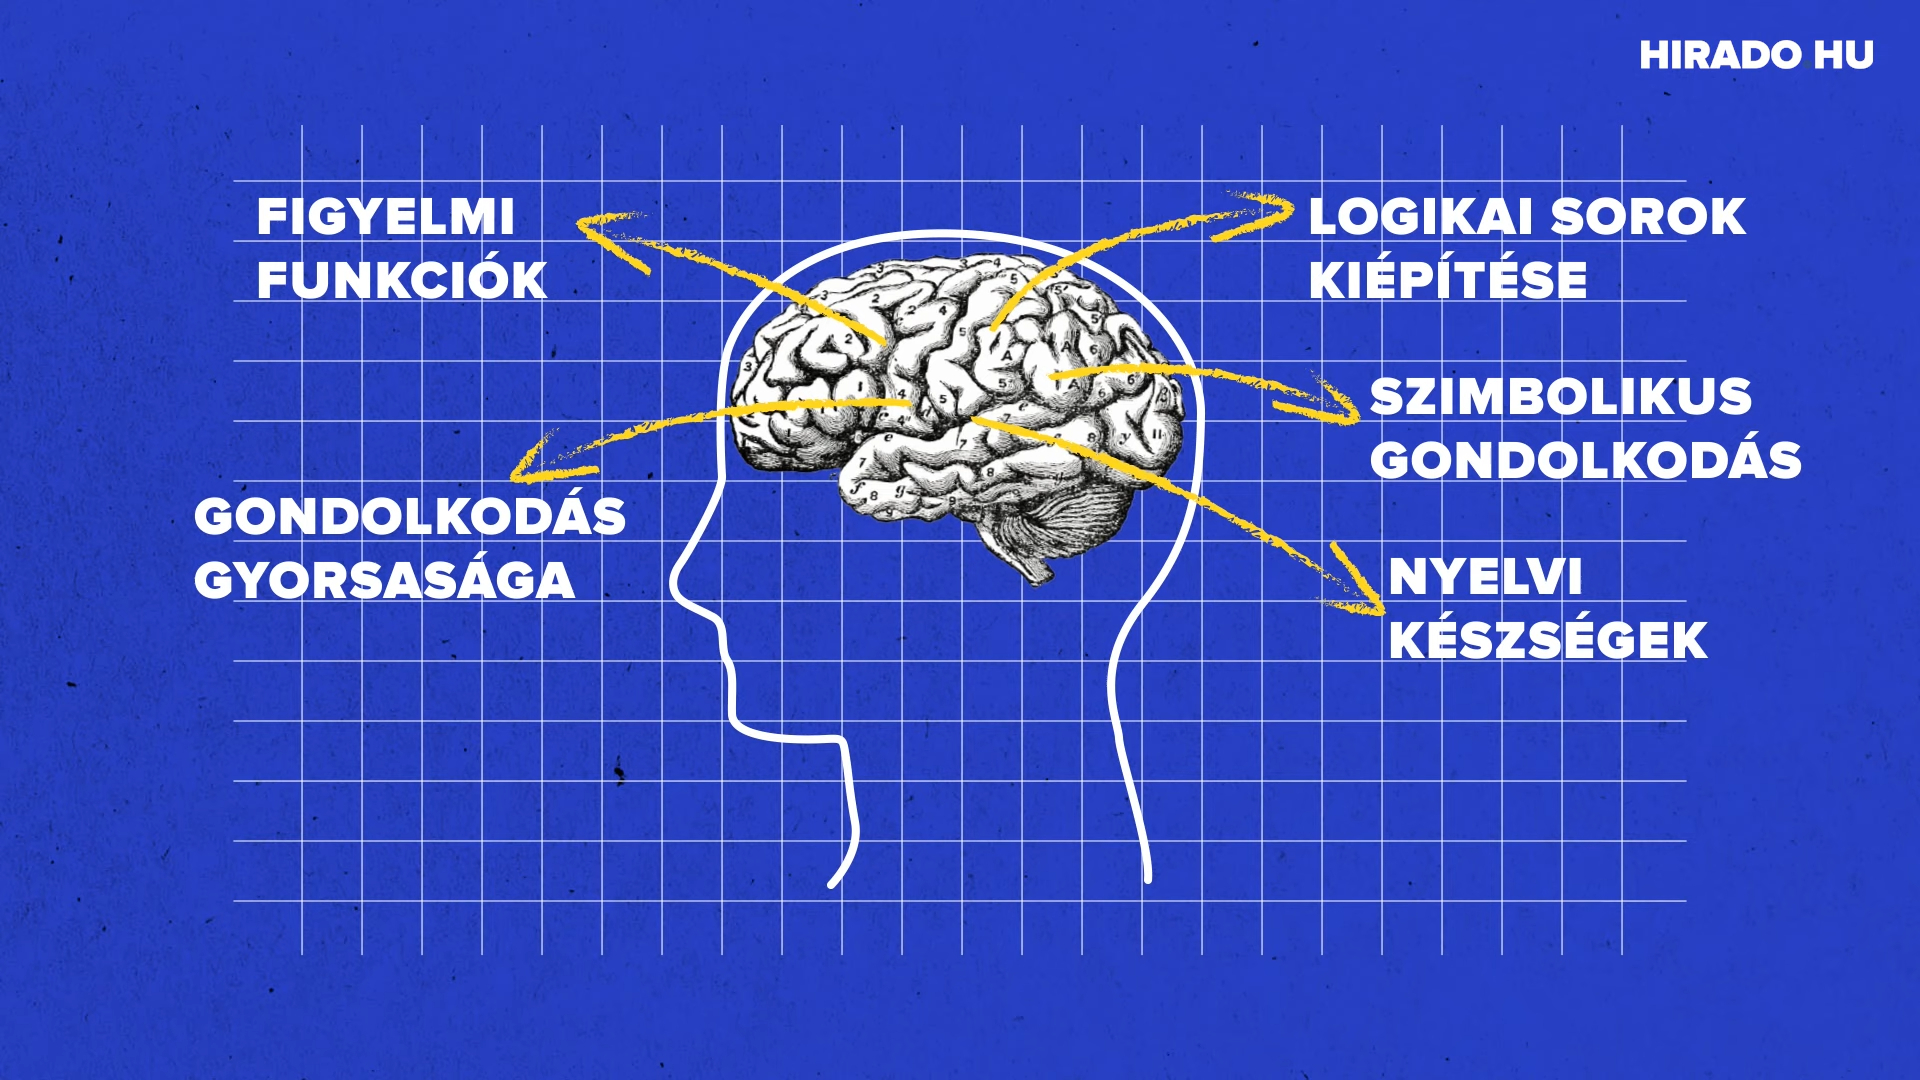 HIRADO HU
FIGYELMI
FUNKCIÓK
LOGIKAI SOROK
KIÉPÍTÉSE
SZIMBOLIKUS
GONDOLKODÁS
GONDOLKODÁS
GYORSASÁGA
NYELVI
KÉSZSÉGEK